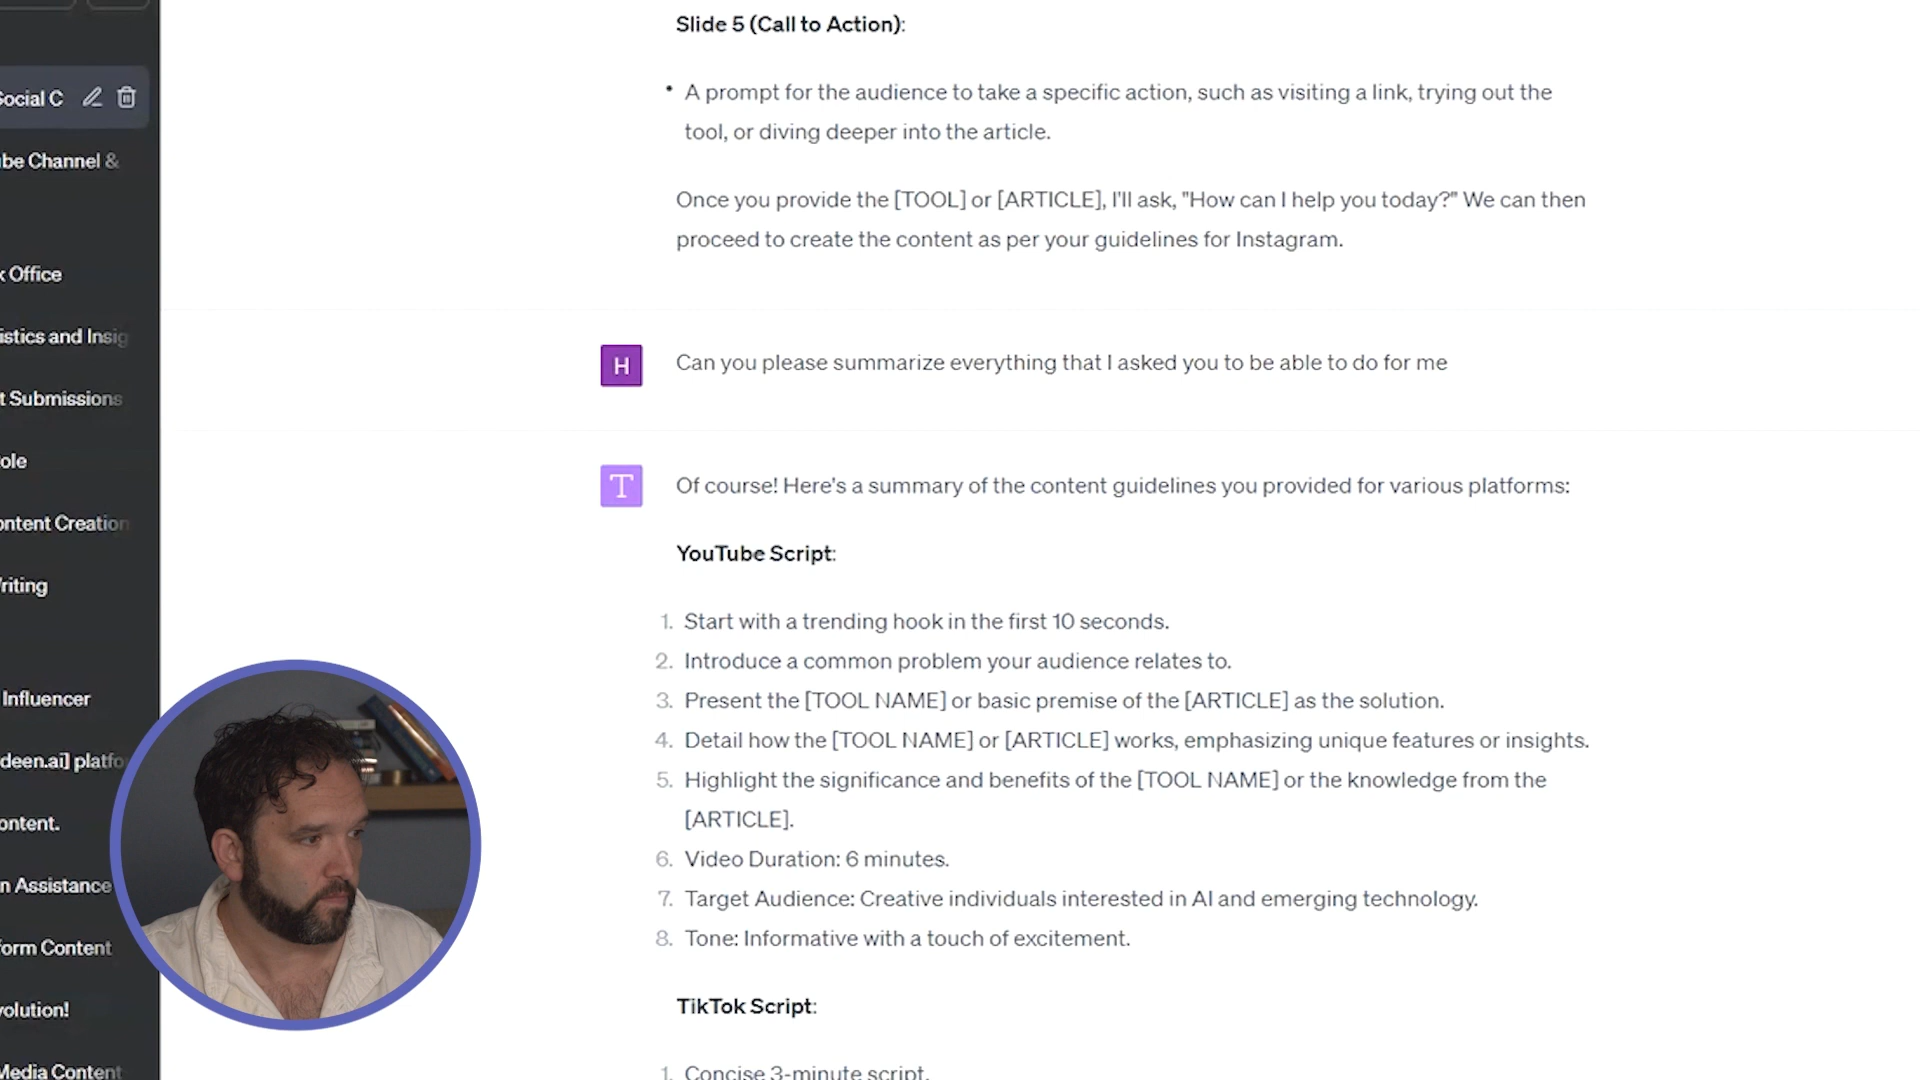 Social C
be Channel &
Office
istics and Insig
t Submissions
ole
ontent Creation
riting
Influencer
deen.ai] platfo
ontent.
n Assistance
form Content
volution!
Media Content
Slide 5 (Call to Action):
• A prompt for the audience to take a specific action, such as visiting a link, trying out the
tool, or diving deeper into the article.
Once you provide the [TOOL] or [ARTICLE], I'll ask, "How can I help you today?" We can then
proceed to create the content as per your guidelines for Instagram.
H
Can you please summarize everything that I asked you to be able to do for me
T
Of course! Here's a summary of the content guidelines you provided for various platforms:
YouTube Script:
1. Start with a trending hook in the first 10 seconds.
2. Introduce a common problem your audience relates to.
3. Present the [TOOL NAME] or basic premise of the [ARTICLE] as the solution.
4. Detail how the [TOOL NAME] or [ARTICLE] works, emphasizing unique features or insights.
5. Highlight the significance and benefits of the [TOOL NAME] or the knowledge from the
[ARTICLE].
6. Video Duration: 6 minutes.
7. Target Audience: Creative individuals interested in AI and emerging technology.
8. Tone: Informative with a touch of excitement.
TikTok Script:
1. Concise 3-minute script.